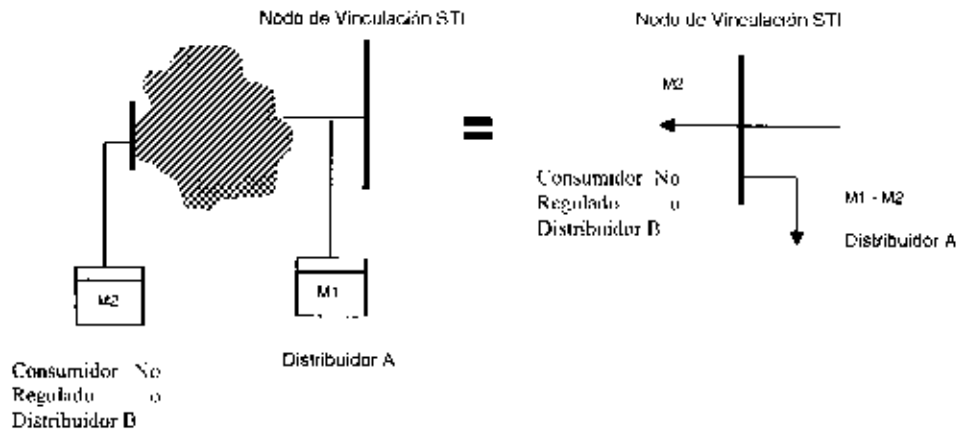 Nodo de Vinculación STI
Nodo de Vinculación STI
M2
=
Consumidor No
Regulado o
Distribuidor B
M1 - M2
Distribuidor A
M2
M1
Distribuidor A
Consumidor No
Regulado o
Distribuidor B